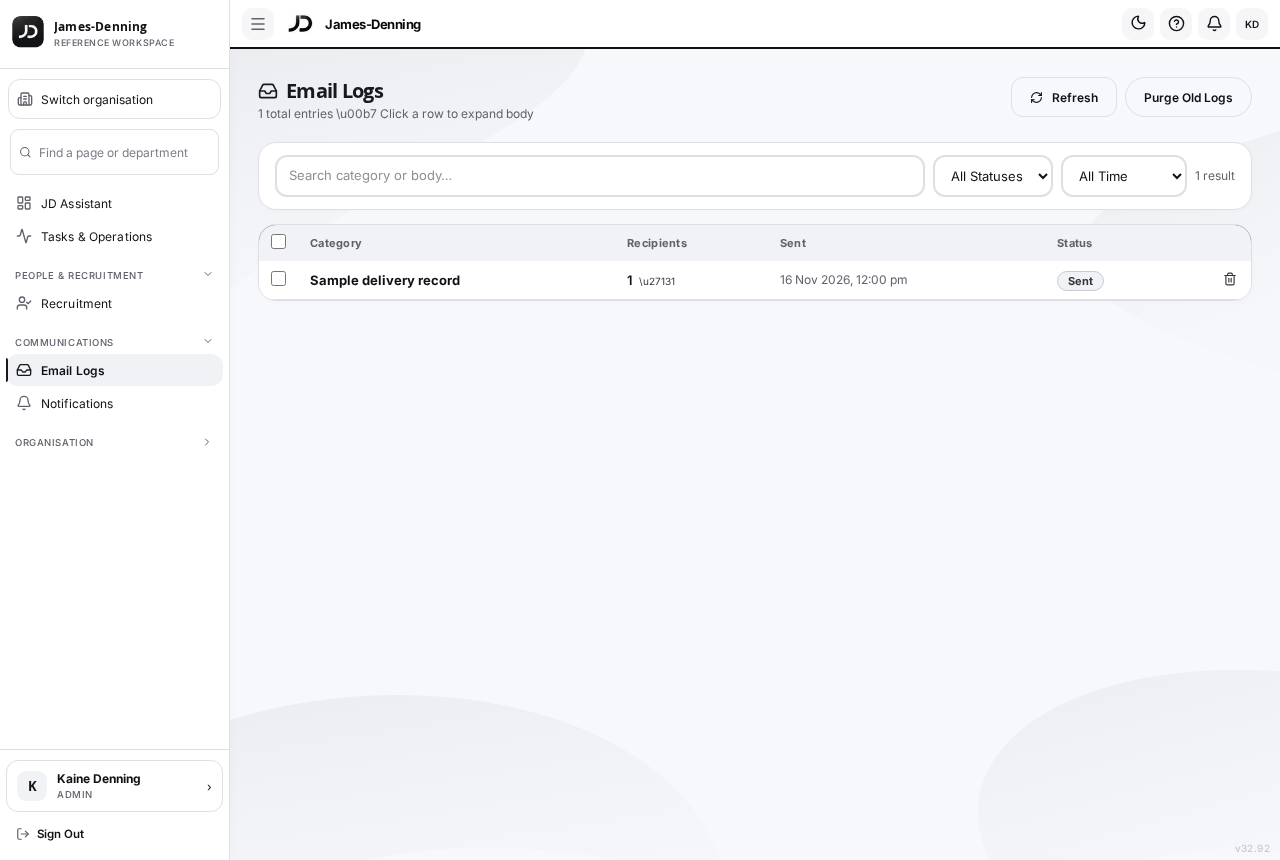 James-Denning
REFERENCE WORKSPACE
Switch organisation
Find a page or department
JD Assistant
Tasks & Operations
PEOPLE & RECRUITMENT
Recruitment
COMMUNICATIONS
Email Logs
Notifications
ORGANISATION
K
Kaine Denning
ADMIN
Sign Out
JD James-Denning
KD
Email Logs
1 total entries \u00b7 Click a row to expand body
Refresh
Purge Old Logs
Search category or body...
All Statuses
All Time
1 result
Category Recipients Sent Status
Sample delivery record 1 \u27131 16 Nov 2026, 12:00 pm Sent
v32.92